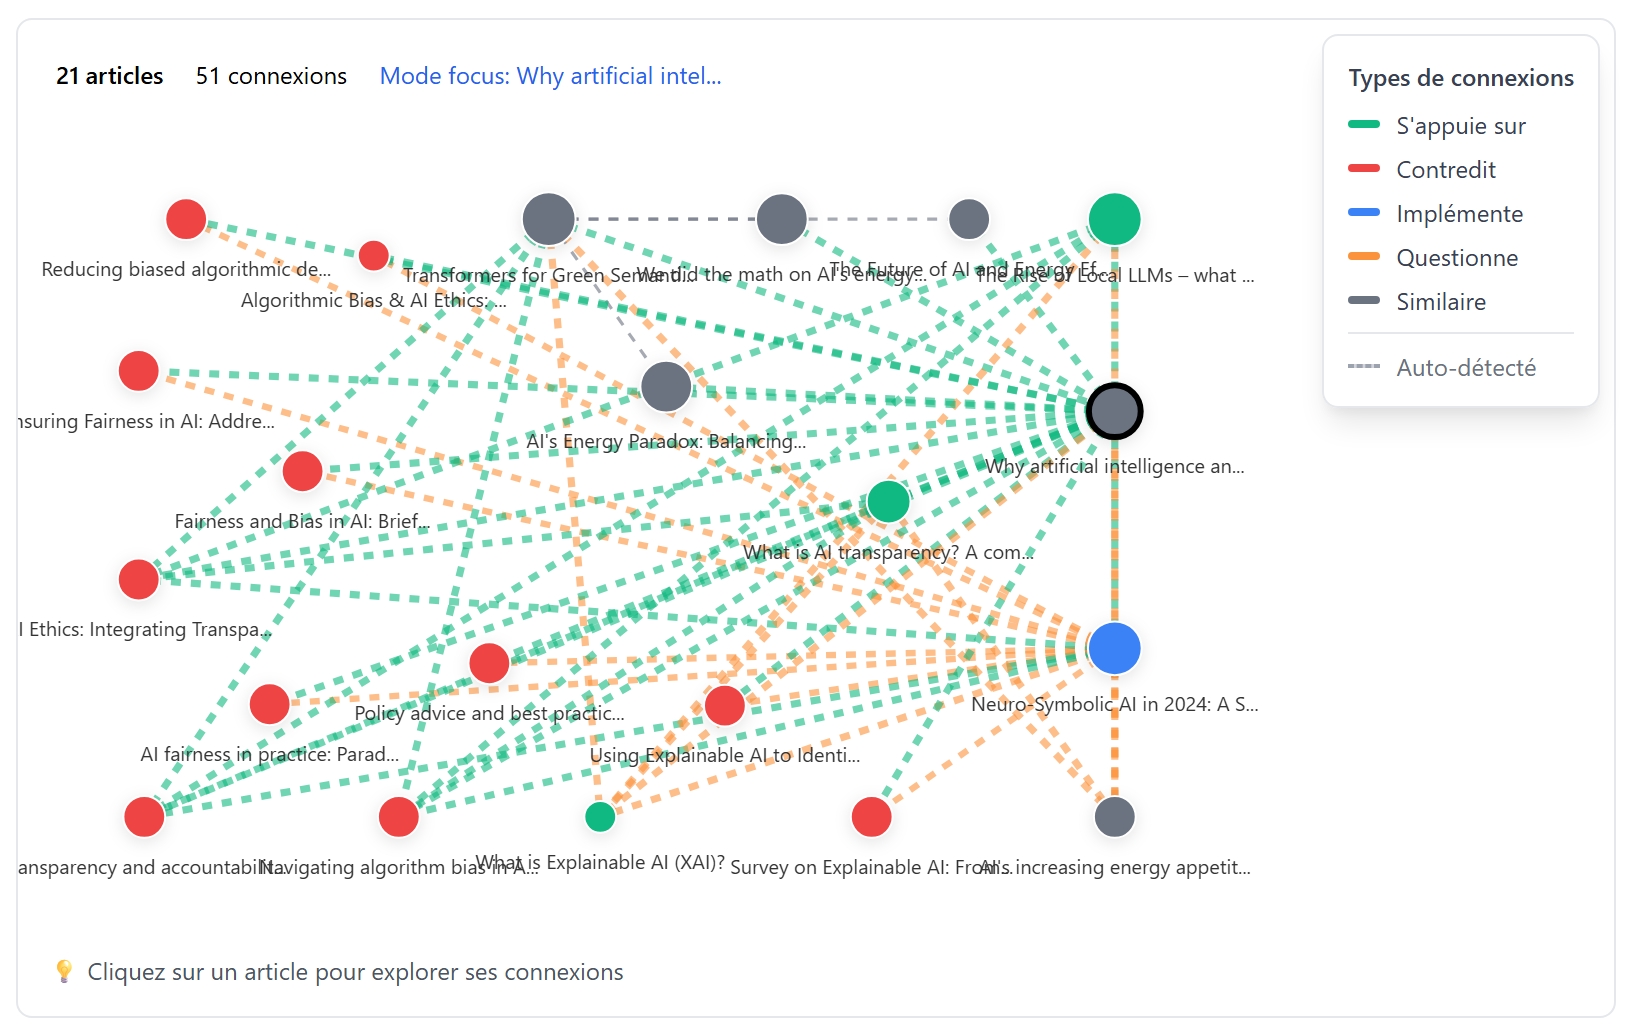 21 articles 51 connexions Mode focus: Why artificial intel...
Types de connexions
S'appuie sur
Contredit
Implémente
Questionne
Similaire
Auto-détecté
Reducing biased algorithmic de...
Algorithmic Bias & AI Ethics: ...
Transformers for Green Semanti...
We did the math on AI's energy...
The Future of AI and Energy Ef...
The Rise of Local LLMs – what ...
nsuring Fairness in AI: Addre...
AI's Energy Paradox: Balancing...
Why artificial intelligence an...
Fairness and Bias in AI: Brief...
What is AI transparency? A com...
I Ethics: Integrating Transpa...
Policy advice and best practic...
Neuro-Symbolic AI in 2024: A S...
AI fairness in practice: Parad...
Using Explainable AI to Identi...
ansparency and accountabilit...
Navigating algorithm bias in A...
What is Explainable AI (XAI)?
Survey on Explainable AI: From...
AI's increasing energy appetit...
Cliquez sur un article pour explorer ses connexions